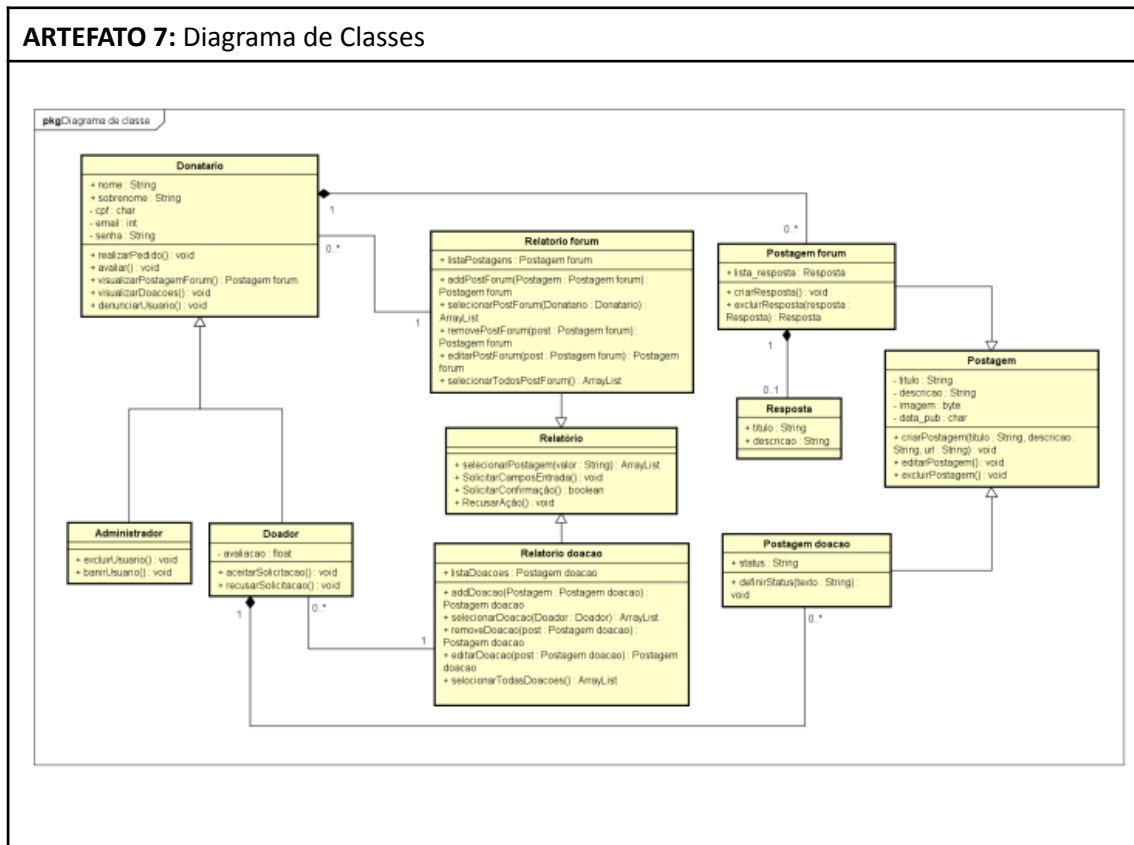 ARTEFATO 7: Diagrama de Classes
pkg Diagrama de classe
Donatario
+ nome : String
+ sobrenome : String
- cpf : char
- email : int
- senha : String
+ realizarPedido() : void
+ avaliar() : void
+ visualizarPostagemForum() : Postagem forum
+ visualizarDoacoes() : void
+ denunciarUsuario() : void
1
0..*
0..*
1
Relatorio forum
+ listaPostagens : Postagem forum
+ addPostForum(Postagem : Postagem forum) :
Postagem forum
+ selecionarPostForum(Donatario : Donatario) :
ArrayList
+ removePostForum(post : Postagem forum) :
Postagem forum
+ editarPostForum(post : Postagem forum) : Postagem
forum
+ selecionarTodosPostForum() : ArrayList
Postagem forum
+ lista_resposta : Resposta
+ criarResposta() : void
+ excluirResposta(resposta :
Resposta) : Resposta
1
0..1
Resposta
+ titulo : String
+ descricao : String
Postagem
- titulo : String
- descricao : String
- imagem : byte
- data_pub : char
+ criarPostagem(titulo : String, descricao :
String, url : String) : void
+ editarPostagem() : void
+ excluirPostagem() : void
Relatório
+ selecionarPostagem(valor : String) : ArrayList
+ SolicitarCamposEntrada() : void
+ SolicitarConfirmação() : boolean
+ RecusarAção() : void
Administrador
+ excluirUsuario() : void
+ banirUsuario() : void
Doador
- avaliacao : float
+ aceitarSolicitacao() : void
+ recusarSolicitacao() : void
1
0..*
1
Relatorio doacao
+ listaDoacoes : Postagem doacao
+ addDoacao(Postagem : Postagem doacao) :
Postagem doacao
+ selecionarDoacao(Doador : Doador) : ArrayList
+ removeDoacao(post : Postagem doacao) :
Postagem doacao
+ editarDoacao(post : Postagem doacao) : Postagem
doacao
+ selecionarTodasDoacoes() : ArrayList
Postagem doacao
+ status : String
+ definirStatus(texto : String) :
void
0..*